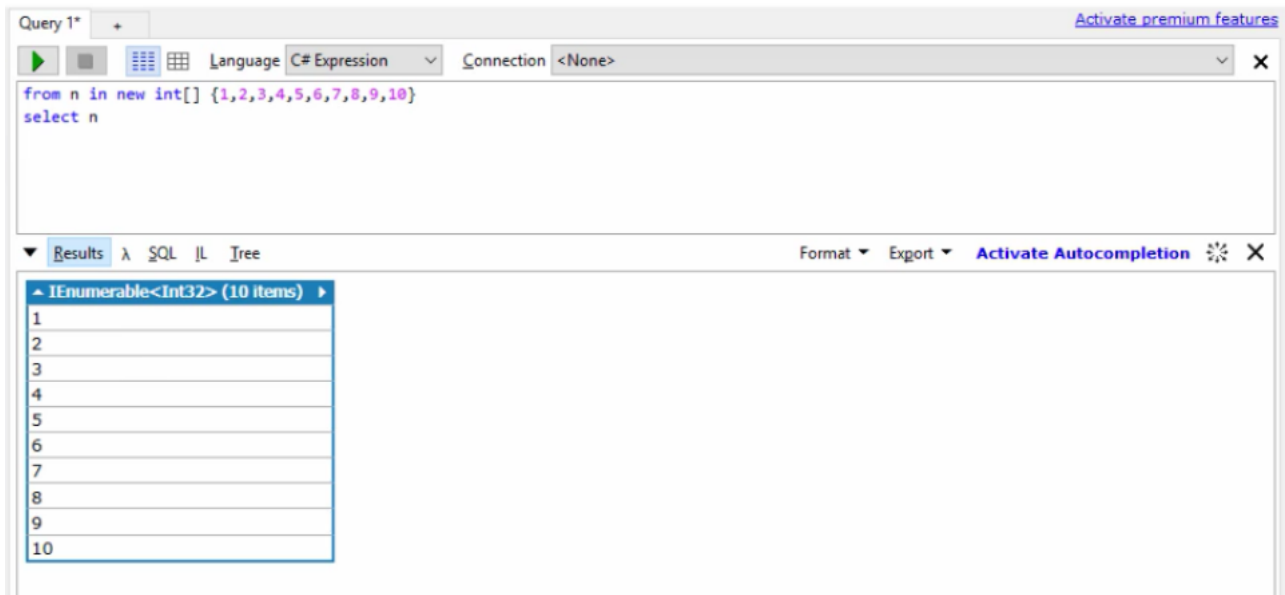 Query 1* + Activate premium features
Language C# Expression Connection <None>
from n in new int[] {1,2,3,4,5,6,7,8,9,10}
select n
Results λ SQL IL Tree Format Export Activate Autocompletion
IEnumerable<Int32> (10 items)
1
2
3
4
5
6
7
8
9
10